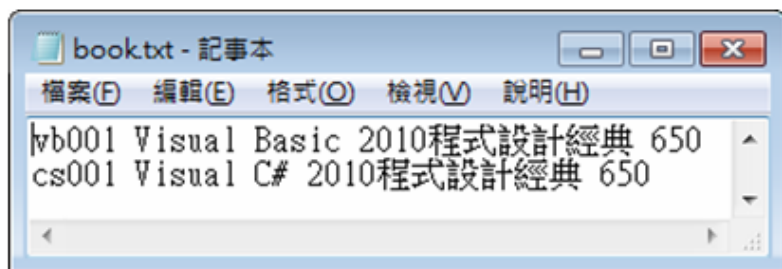 book.txt - 記事本
檔案(F) 編輯(E) 格式(O) 檢視(V) 說明(H)
vb001 Visual Basic 2010程式設計經典 650
cs001 Visual C# 2010程式設計經典 650